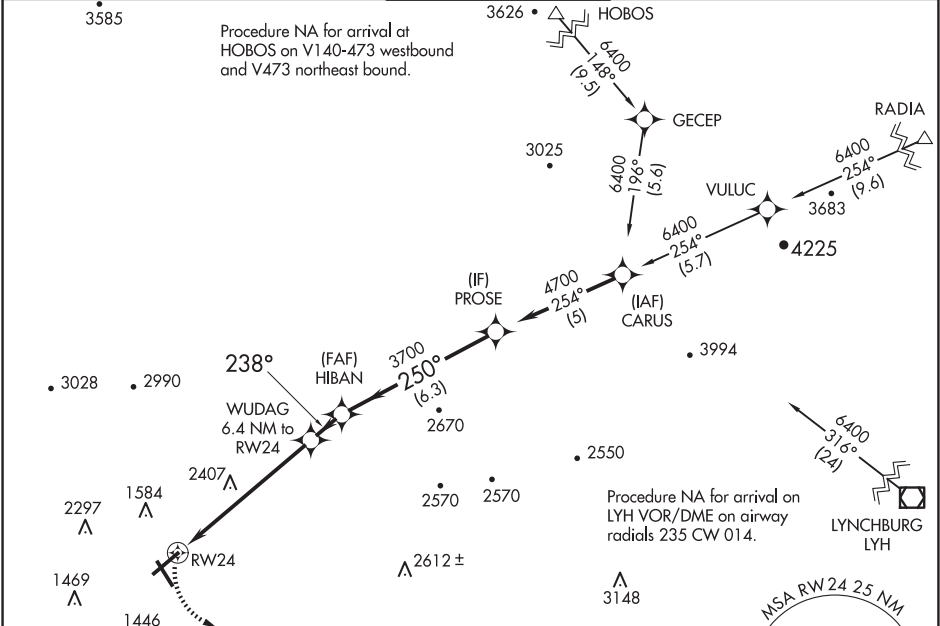 3585
Procedure NA for arrival at
HOBOS on V140-473 westbound
and V473 northeast bound.
3626
HOBOS
6400
148°
(9.5)
GECEP
RADIA
3025
6400
196°
(5.6)
6400
254°
(9.6)
VULUC
3683
6400
254°
(5.7)
4225
(IF)
PROSE
4700
254°
(5)
(IAF)
CARUS
3994
238°
(FAF)
HIBAN
3700
250°
(6.3)
3028
2990
WUDAG
6.4 NM to
RW24
2670
6400
316°
(24)
2550
2407
2570
2570
1584
2297
Procedure NA for arrival on
LYH VOR/DME on airway
radials 235 CW 014.
LYNCHBURG
LYH
RW24
2612 ±
1469
3148
1446
MSA RW24 25 NM